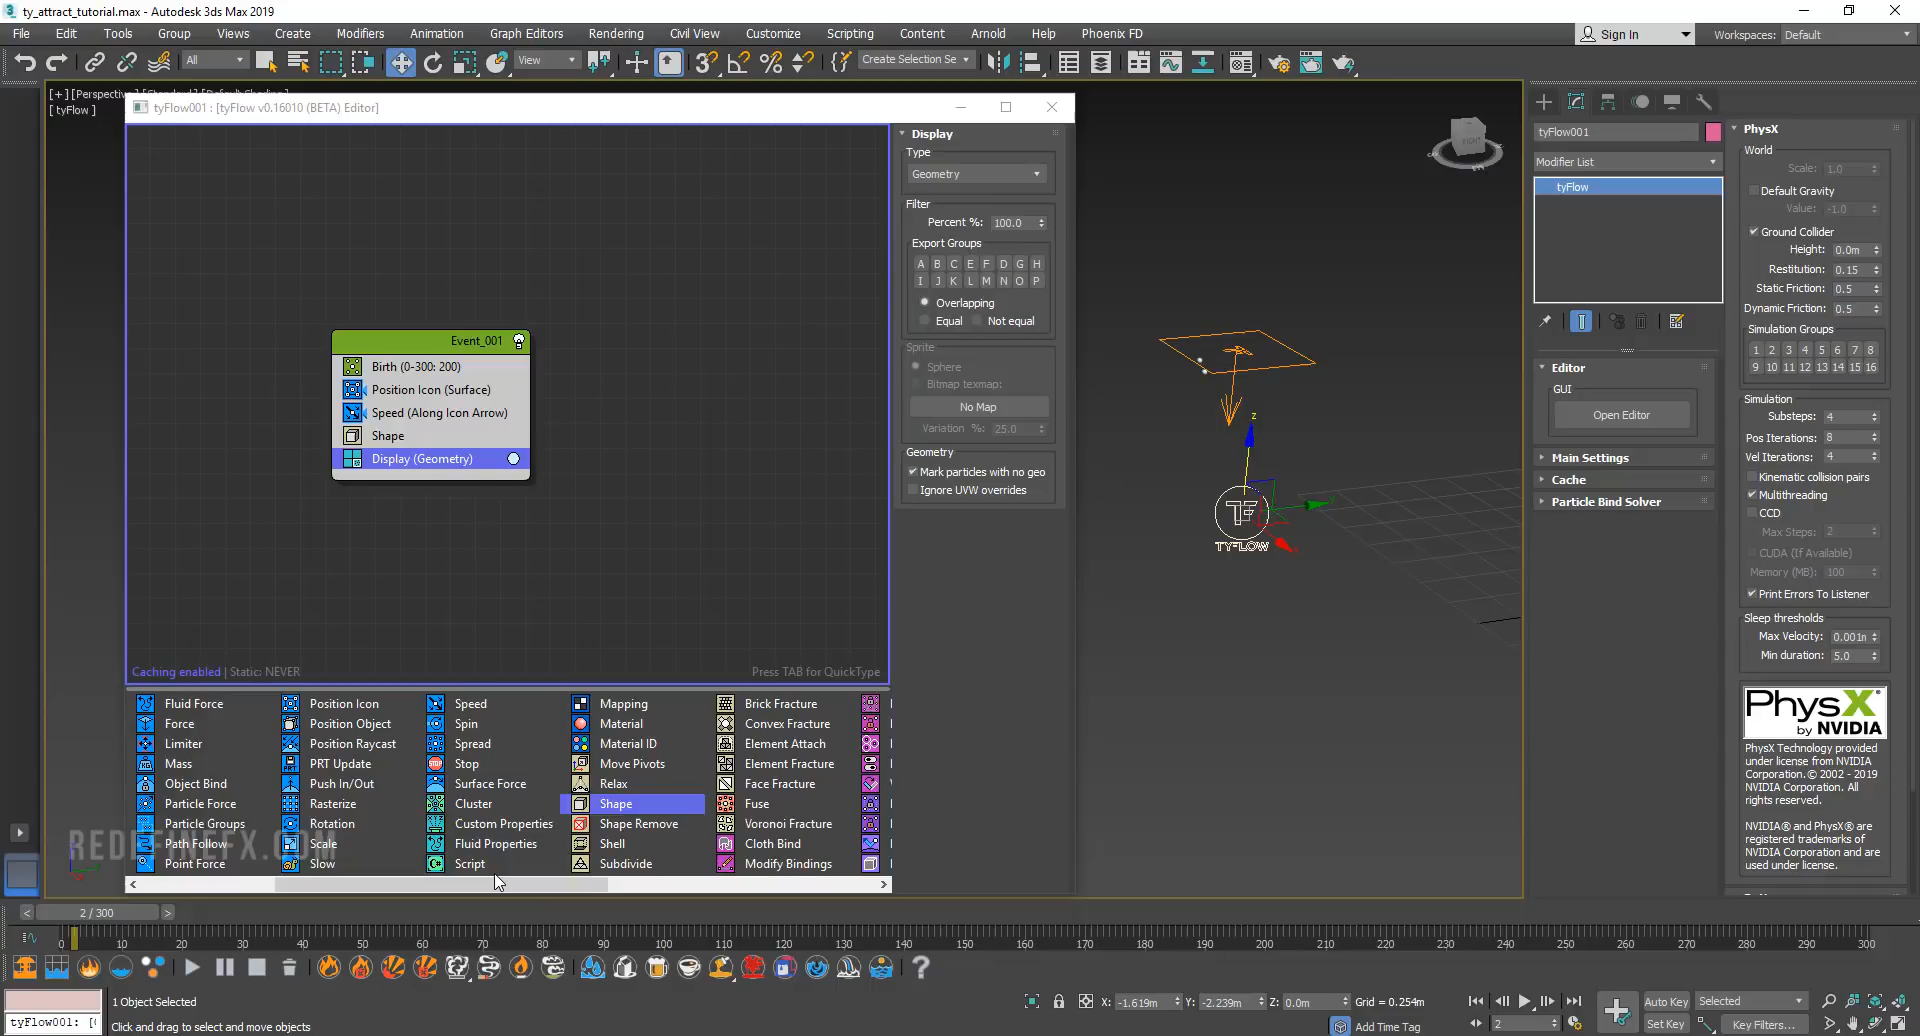 ty_attract_tutorial.max - Autodesk 3ds Max 2019
File Edit Tools Group Views Create Modifiers Animation Graph Editors Rendering Civil View Customize Scripting Content Arnold Help Phoenix FD
Sign In Workspaces: Default
All View Create Selection Se
[+] [Perspec
[ tyFlow ]
tyFlow001 : [tyFlow v0.16010 (BETA) Editor]
Event_001
Birth (0-300: 200)
Position Icon (Surface)
Speed (Along Icon Arrow)
Shape
Display (Geometry)
Caching enabled | Static: NEVER
Press TAB for QuickType
Display
Type
Geometry
Filter
Percent %: 100.0
Export Groups
A B C E F D G H
I J K L M N O P
Overlapping
Equal Not equal
Sprite
Sphere
Bitmap texmap:
No Map
Variation %: 25.0
Geometry
Mark particles with no geo
Ignore UVW overrides
Fluid Force Position Icon Speed Mapping Brick Fracture
Force Position Object Spin Material Convex Fracture
Limiter Position Raycast Spread Material ID Element Attach
Mass PRT Update Stop Move Pivots Element Fracture
Object Bind Push In/Out Surface Force Relax Face Fracture
Particle Force Rasterize Cluster Shape Fuse
Particle Groups Rotation Custom Properties Shape Remove Voronoi Fracture
Path Follow Scale Fluid Properties Shell Cloth Bind
Point Force Slow Script Subdivide Modify Bindings
REDEFINEFX.COM
RIGHT
z
TF
TYFLOW
tyFlow001
Modifier List
tyFlow
Editor
GUI
Open Editor
Main Settings
Cache
Particle Bind Solver
PhysX
World
Scale: 1.0
Default Gravity
Value: -1.0
Ground Collider
Height: 0.0m
Restitution: 0.15
Static Friction: 0.5
Dynamic Friction: 0.5
Simulation Groups
1 2 3 4 5 6 7 8
9 10 11 12 13 14 15 16
Simulation
Substeps: 4
Pos Iterations: 8
Vel Iterations: 4
Kinematic collision pairs
Multithreading
CCD
Max Steps: 2
CUDA (If Available)
Memory (MB): 100
Print Errors To Listener
Sleep thresholds
Max Velocity: 0.001n
Min duration: 5.0
PhysX
by NVIDIA
PhysX Technology provided
under license from NVIDIA
Corporation. © 2002 - 2019
NVIDIA Corporation. All
rights reserved.
NVIDIA® and PhysX® are
registered trademarks of
NVIDIA Corporation and are
used under license.
2 / 300
0 10 20 30 40 50 60 70 80 90 100 110 120 130 140 150 160 170 180 190 200 210 220 230 240 250 260 270 280 290 300
1 Object Selected
X: -1.619m Y: -2.239m Z: 0.0m Grid = 0.254m
Auto Key Selected
tyFlow001: [(
Click and drag to select and move objects
Add Time Tag
2
Set Key Key Filters...